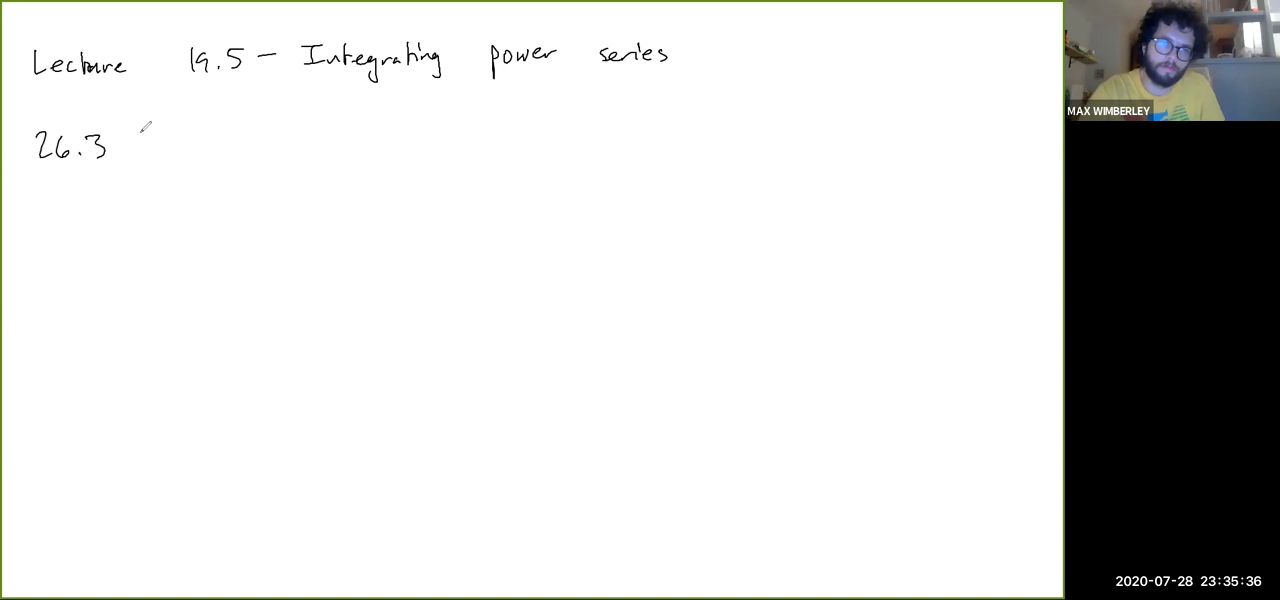 Lecture 19.5 - Integrating power series
26.3
MAX WIMBERLEY
2020-07-28 23:35:36